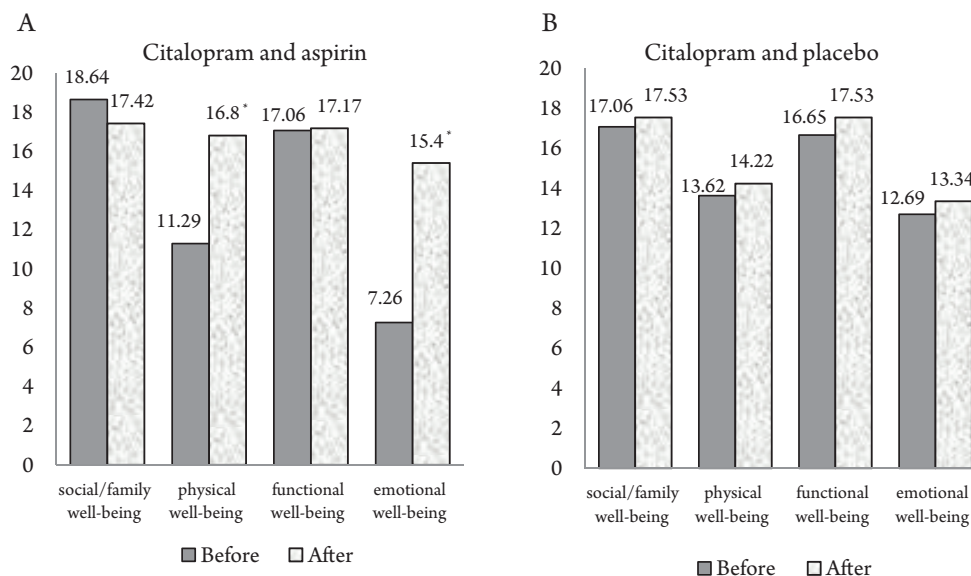 A
Citalopram and aspirin
20
18
16
14
12
10
8
6
4
2
0
18.64
17.42
11.29
16.8*
17.06
17.17
7.26
15.4*
social/family well-being
physical well-being
functional well-being
emotional well-being
Before After
B
Citalopram and placebo
20
18
16
14
12
10
8
6
4
2
0
17.06
17.53
13.62
14.22
16.65
17.53
12.69
13.34
social/family well-being
physical well-being
functional well-being
emotional well-being
Before After